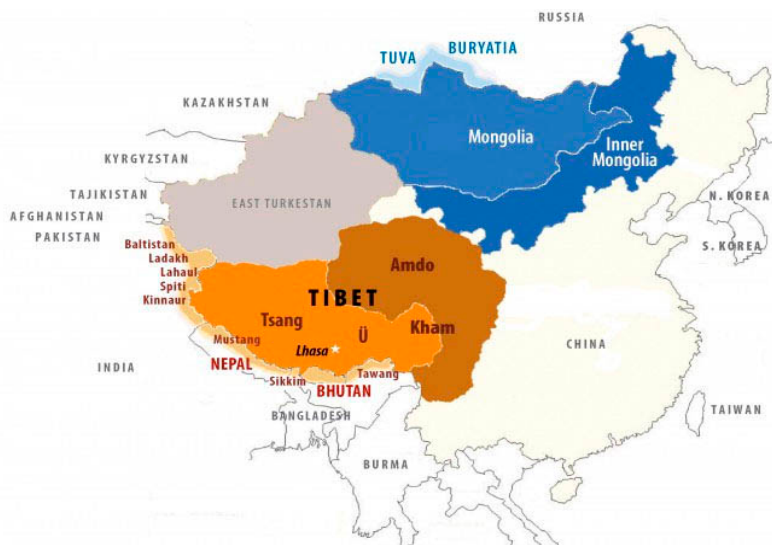 RUSSIA
TUVA
BURYATIA
KAZAKHSTAN
Mongolia
Inner
Mongolia
KYRGYZSTAN
TAJIKISTAN
EAST TURKESTAN
N. KOREA
AFGHANISTAN
PAKISTAN
Baltistan
S. KOREA
Ladakh
Lahaul
Amdo
Spiti
Kinnaur
TIBET
Tsang
Ü
Kham
Mustang
Lhasa
CHINA
NEPAL
INDIA
Tawang
Sikkim
BHUTAN
BANGLADESH
TAIWAN
BURMA